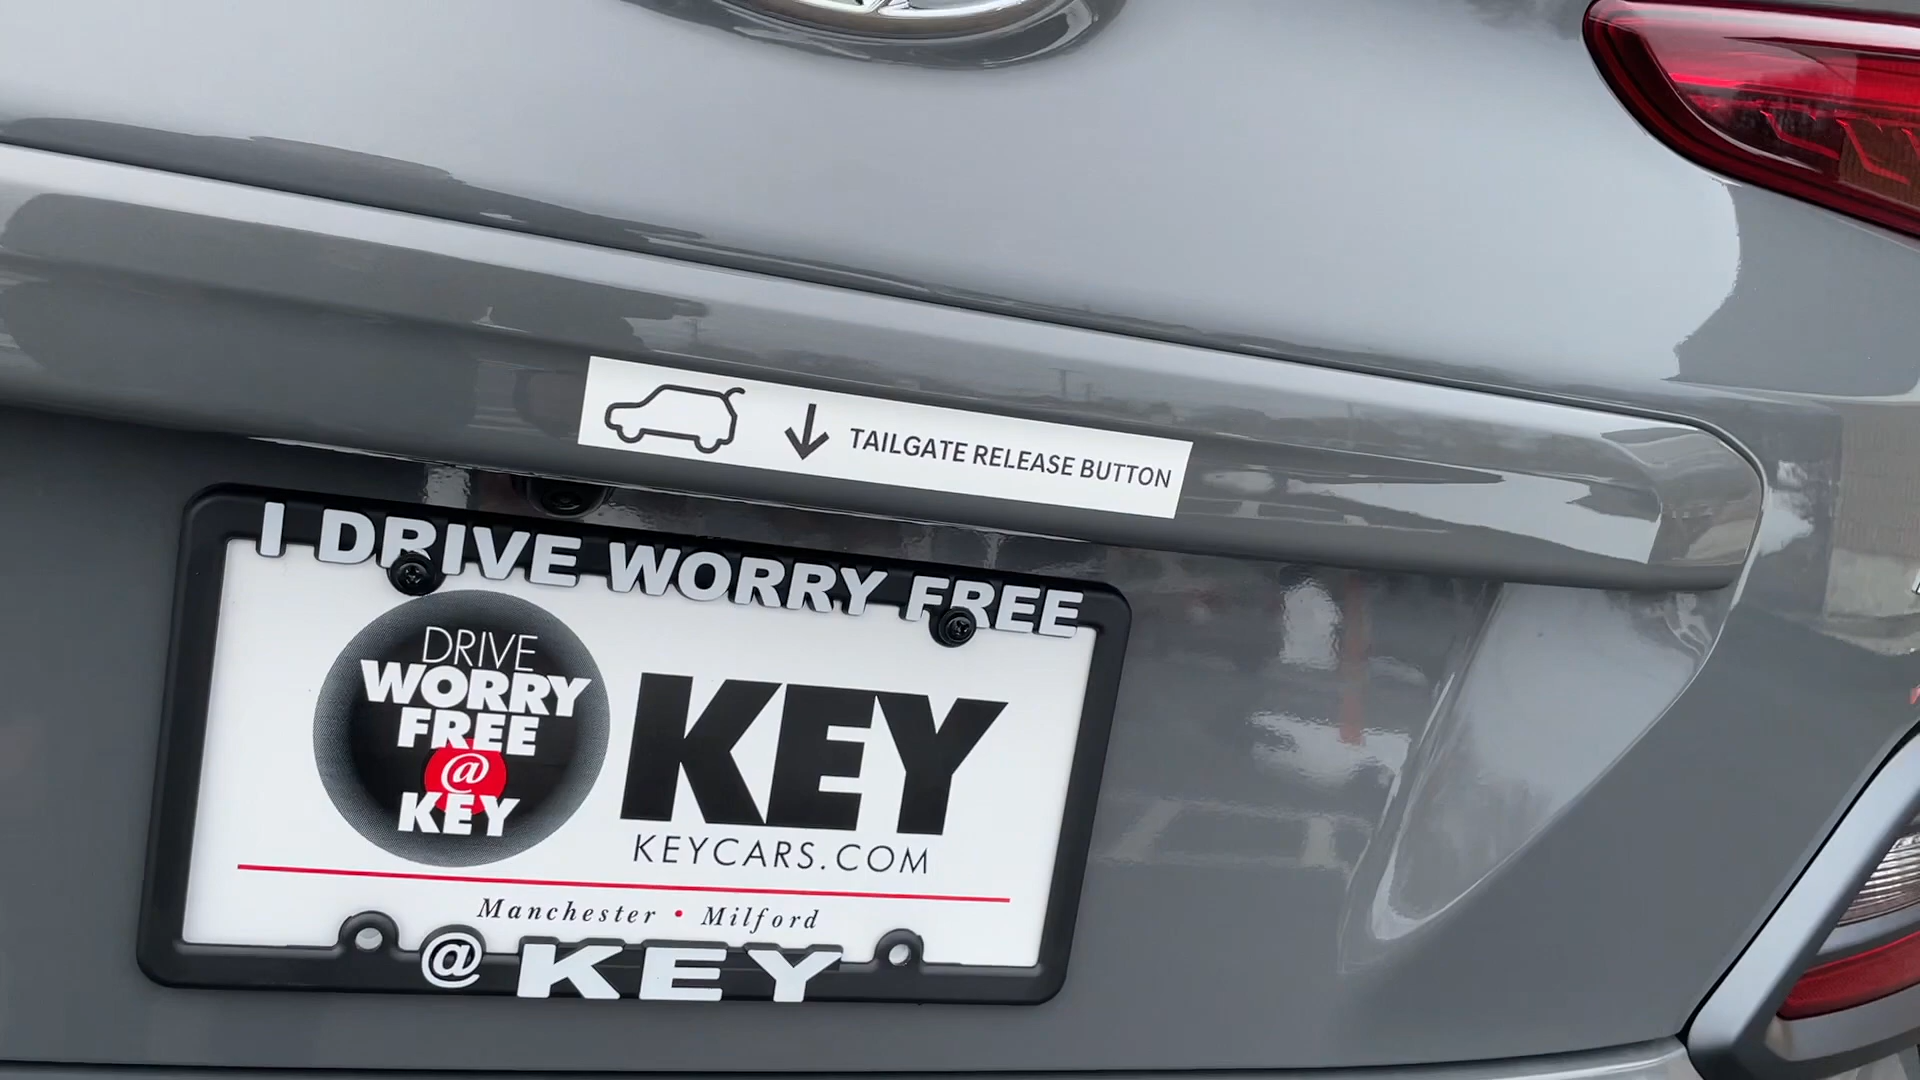 TAILGATE RELEASE BUTTON
I DRIVE WORRY FREE
DRIVE
WORRY
FREE
@
KEY
KEY
KEYCARS.COM
Manchester • Milford
@ KEY